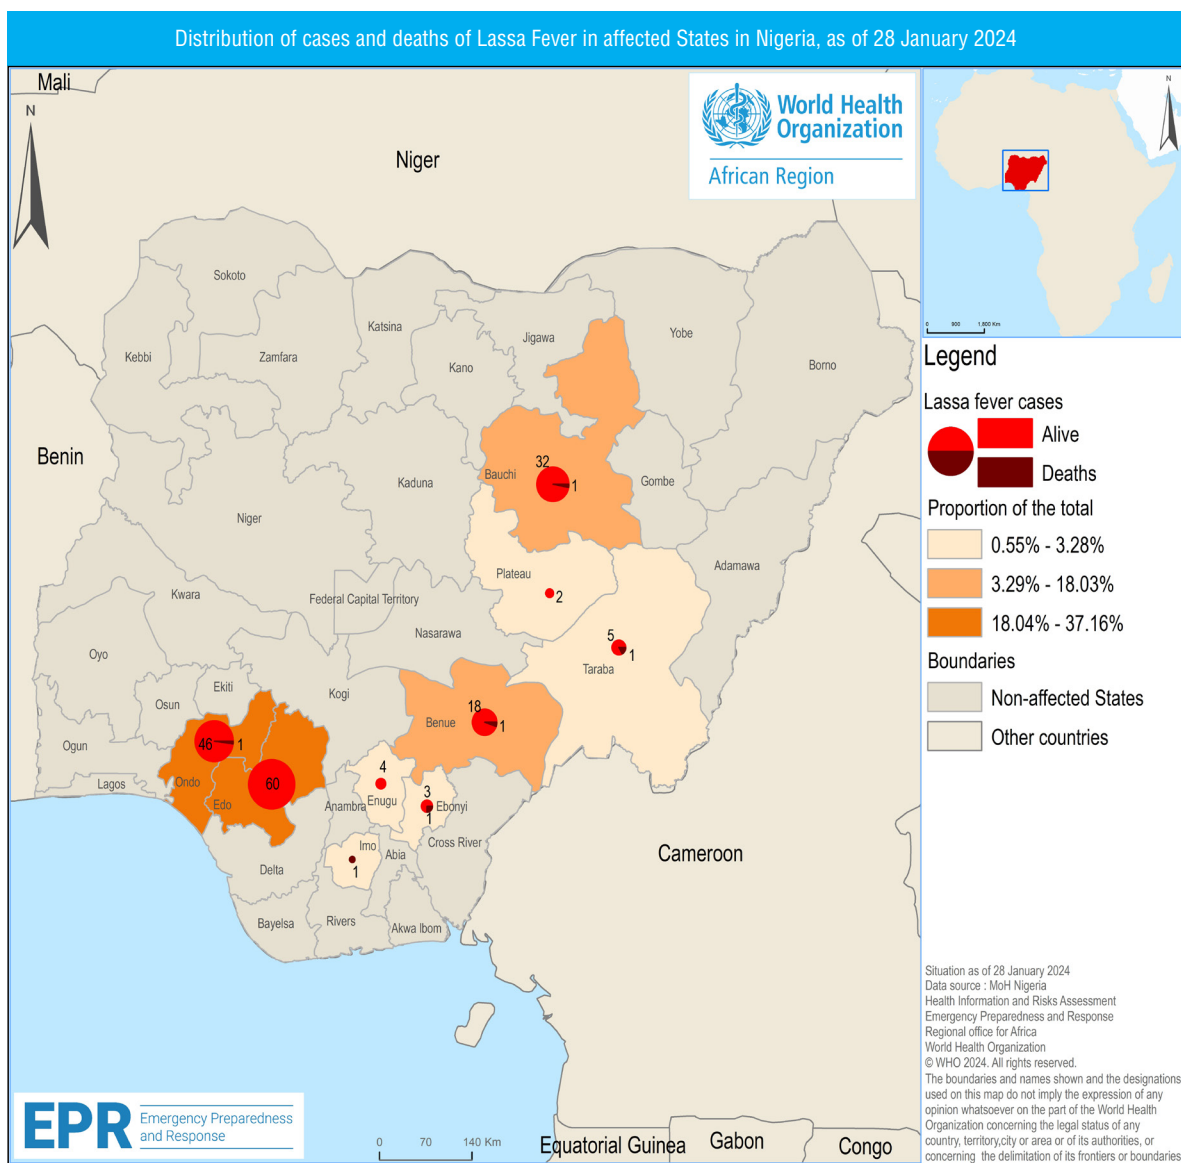 Distribution of cases and deaths of Lassa Fever in affected States in Nigeria, as of 28 January 2024
Mali
N
Niger
World Health
Organization
African Region
N
0 900 1,800 Km
Sokoto
Katsina
Jigawa
Yobe
Borno
Kebbi
Zamfara
Kano
Benin
32
Bauchi
1
Gombe
Kaduna
Niger
Plateau
2
Adamawa
Kwara
Federal Capital Territory
Nasarawa
5
1
Taraba
Oyo
Ekiti
Osun
Kogi
18
Benue
1
Ogun
46
1
Ondo
60
Edo
Lagos
4
Enugu
Anambra
3
1
Ebonyi
Imo
1
Abia
Cross River
Delta
Bayelsa
Rivers
Akwa Ibom
Cameroon
Equatorial Guinea
Gabon
Congo
EPR
Emergency Preparedness
and Response
0 70 140 Km
Legend
Lassa fever cases
Alive
Deaths
Proportion of the total
0.55% - 3.28%
3.29% - 18.03%
18.04% - 37.16%
Boundaries
Non-affected States
Other countries
Situation as of 28 January 2024
Data source : MoH Nigeria
Health Information and Risks Assessment
Emergency Preparedness and Response
Regional office for Africa
World Health Organization
© WHO 2024. All rights reserved.
The boundaries and names shown and the designations
used on this map do not imply the expression of any
opinion whatsoever on the part of the World Health
Organization concerning the legal status of any
country, territory,city or area or of its authorities, or
concerning the delimitation of its frontiers or boundaries